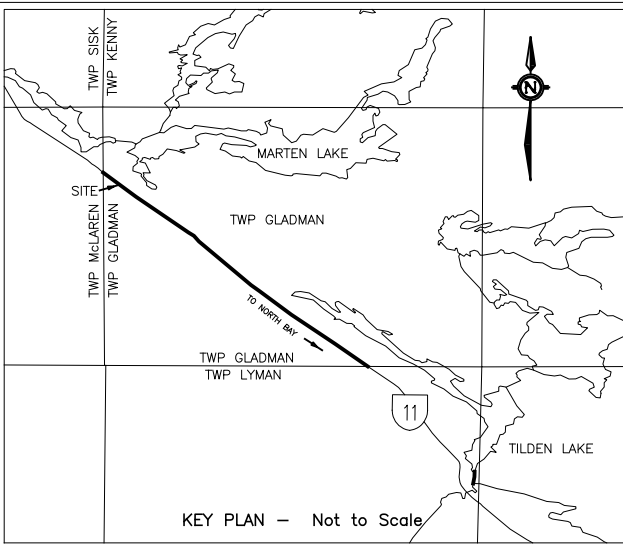 TWP SISK
TWP KENNY
N
MARTEN LAKE
SITE
TWP GLADMAN
TWP McLAREN
TWP GLADMAN
TO NORTH BAY
TWP GLADMAN
TWP LYMAN
11
TILDEN LAKE
KEY PLAN - Not to Scale